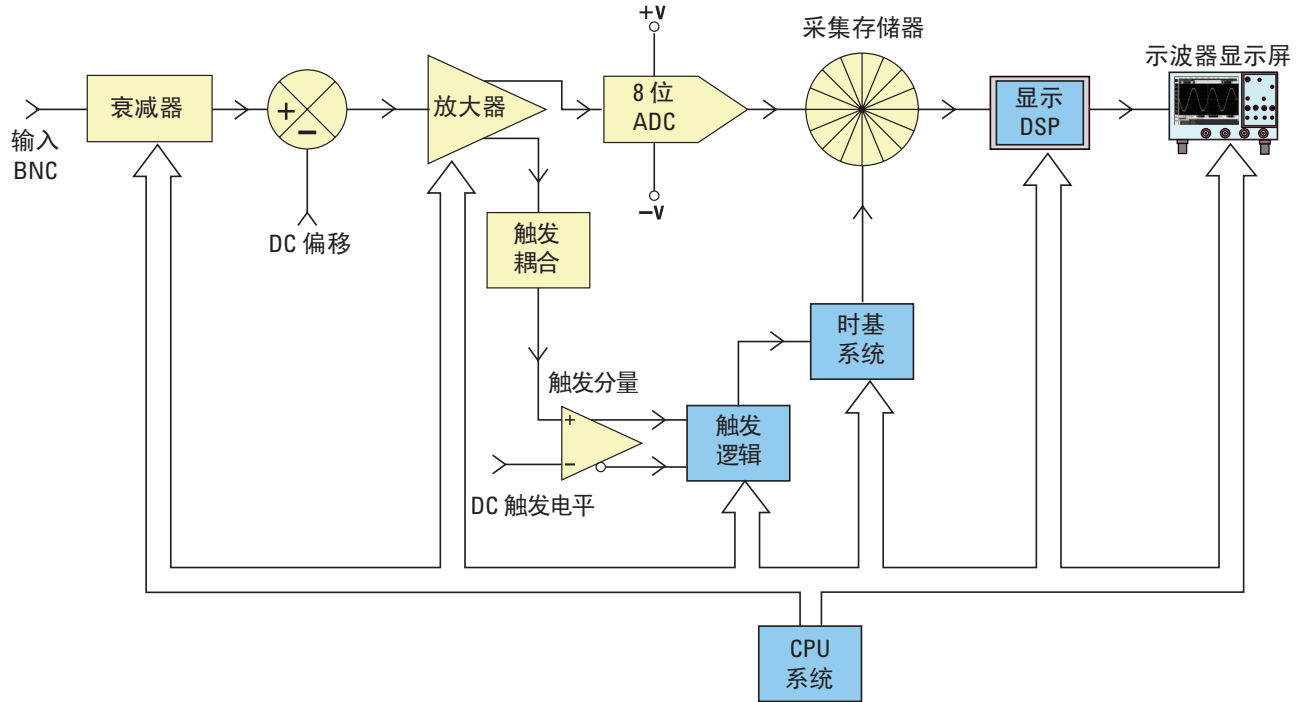 +v
采集存储器
示波器显示屏
衰减器
+
-
放大器
8 位
ADC
显示
DSP
输入
BNC
-v
DC 偏移
触发
耦合
时基
系统
触发分量
+
-
触发
逻辑
DC 触发电平
CPU
系统